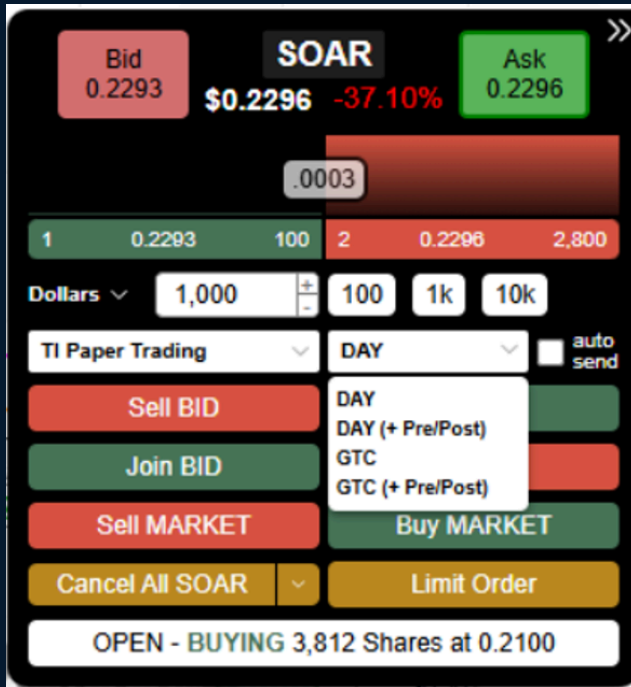 Bid
0.2293
SOAR
$0.2296 -37.10%
Ask
0.2296
.0003
1 0.2293 100 2 0.2296 2,800
Dollars 1,000 + - 100 1k 10k
TI Paper Trading DAY auto
send
Sell BID
DAY
DAY (+ Pre/Post)
GTC
GTC (+ Pre/Post)
Join BID
Sell MARKET Buy MARKET
Cancel All SOAR Limit Order
OPEN - BUYING 3,812 Shares at 0.2100